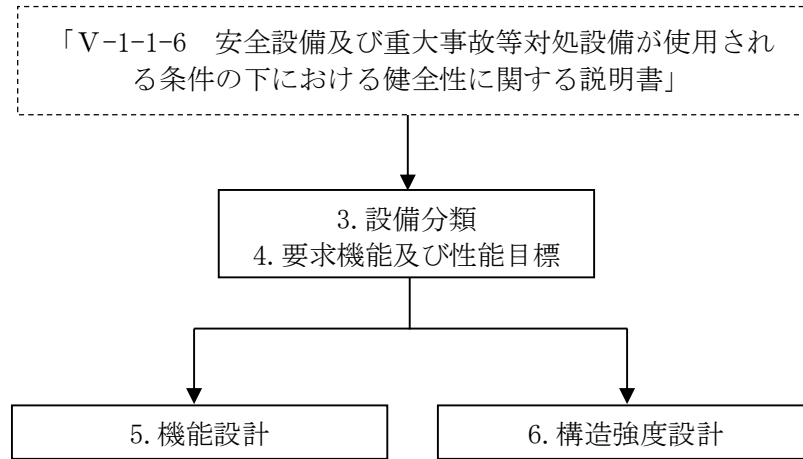 「Ⅴ-1-1-6　安全設備及び重大事故等対処設備が使用され
る条件の下における健全性に関する説明書」
3. 設備分類
4. 要求機能及び性能目標
5. 機能設計
6. 構造強度設計